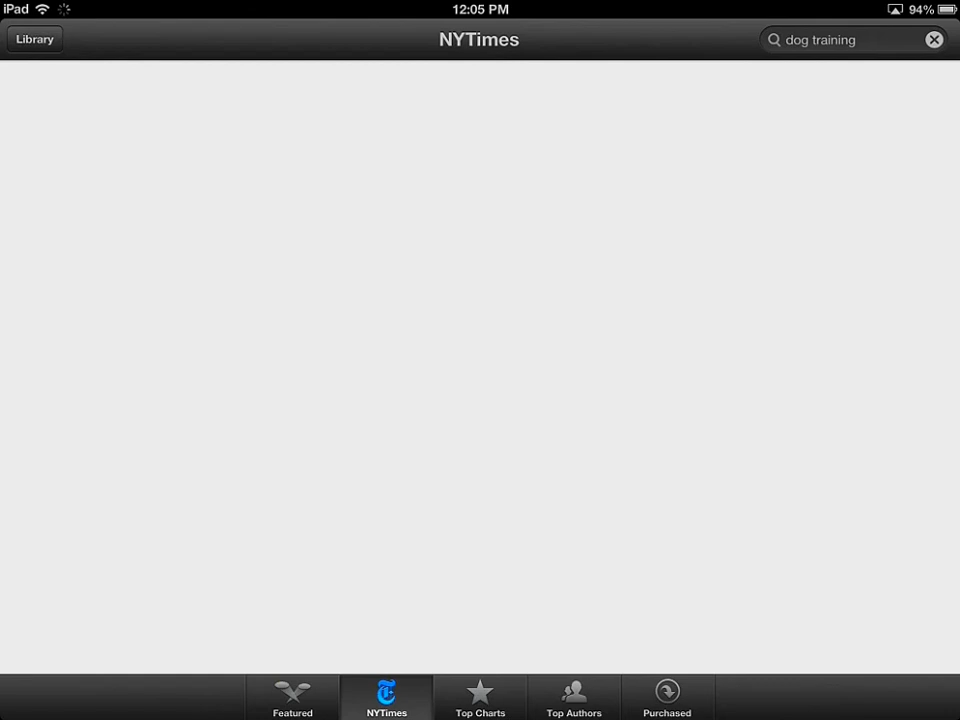 iPad 12:05 PM 94%
Library NYTimes dog training
Featured NYTimes Top Charts Top Authors Purchased